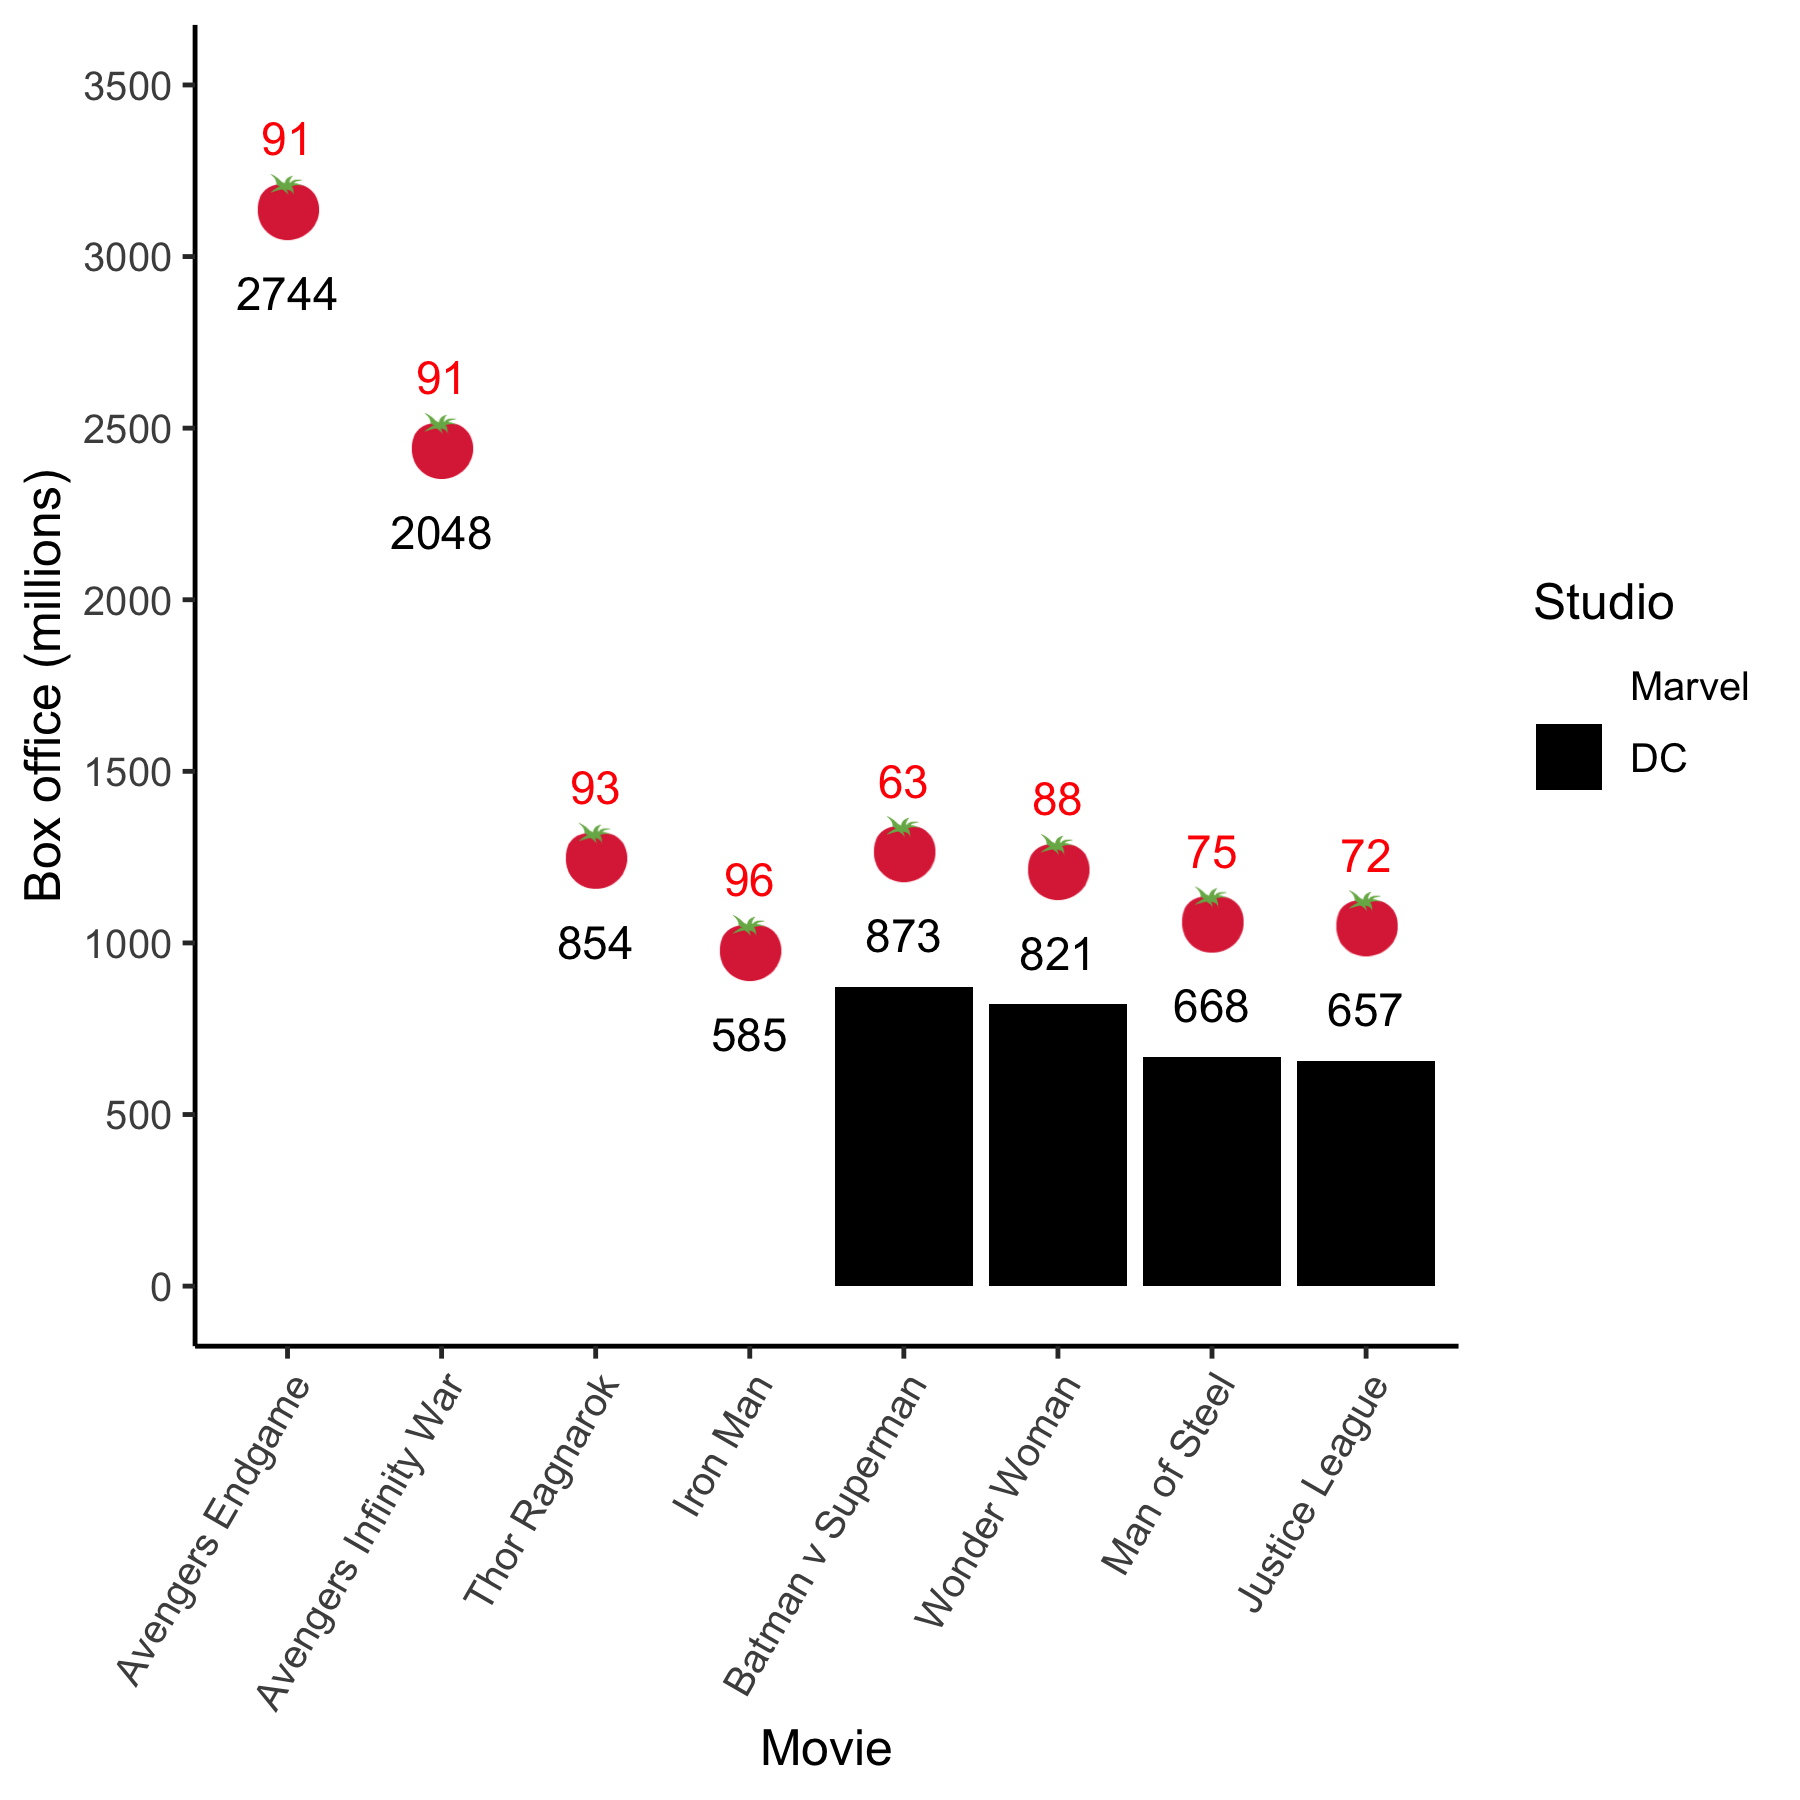 Box office (millions)
3500
3000
2500
2000
1500
1000
500
0
91
2744
91
2048
93
854
96
585
63
873
88
821
75
668
72
657
Avengers Endgame
Avengers Infinity War
Thor Ragnarok
Iron Man
Batman v Superman
Wonder Woman
Man of Steel
Justice League
Movie
Studio
Marvel
DC